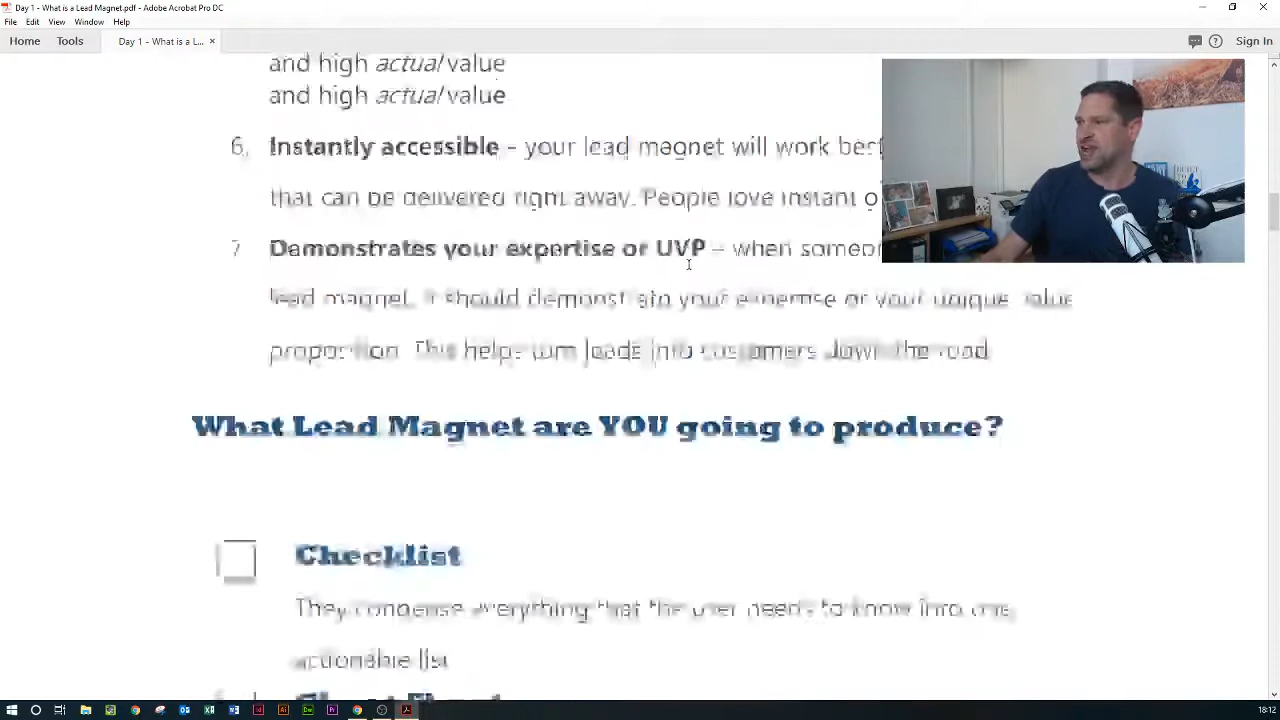 Day 1 - What is a Lead Magnet.pdf - Adobe Acrobat Pro DC
File Edit View Window Help
Home Tools Day 1 - What is a L... × Sign In
and high actual value
and high actual value
6. Instantly accessible – your lead magnet will work best
that can be delivered right away. People love instant
7 Demonstrates your expertise or UVP – when
lead magnet, it should demonstrate your expertise or your unique value
proposition. This helps turn leads into customers down the road
What Lead Magnet are YOU going to produce?
Checklist
They condense everything that the user needs to know into one
actionable list
18:12